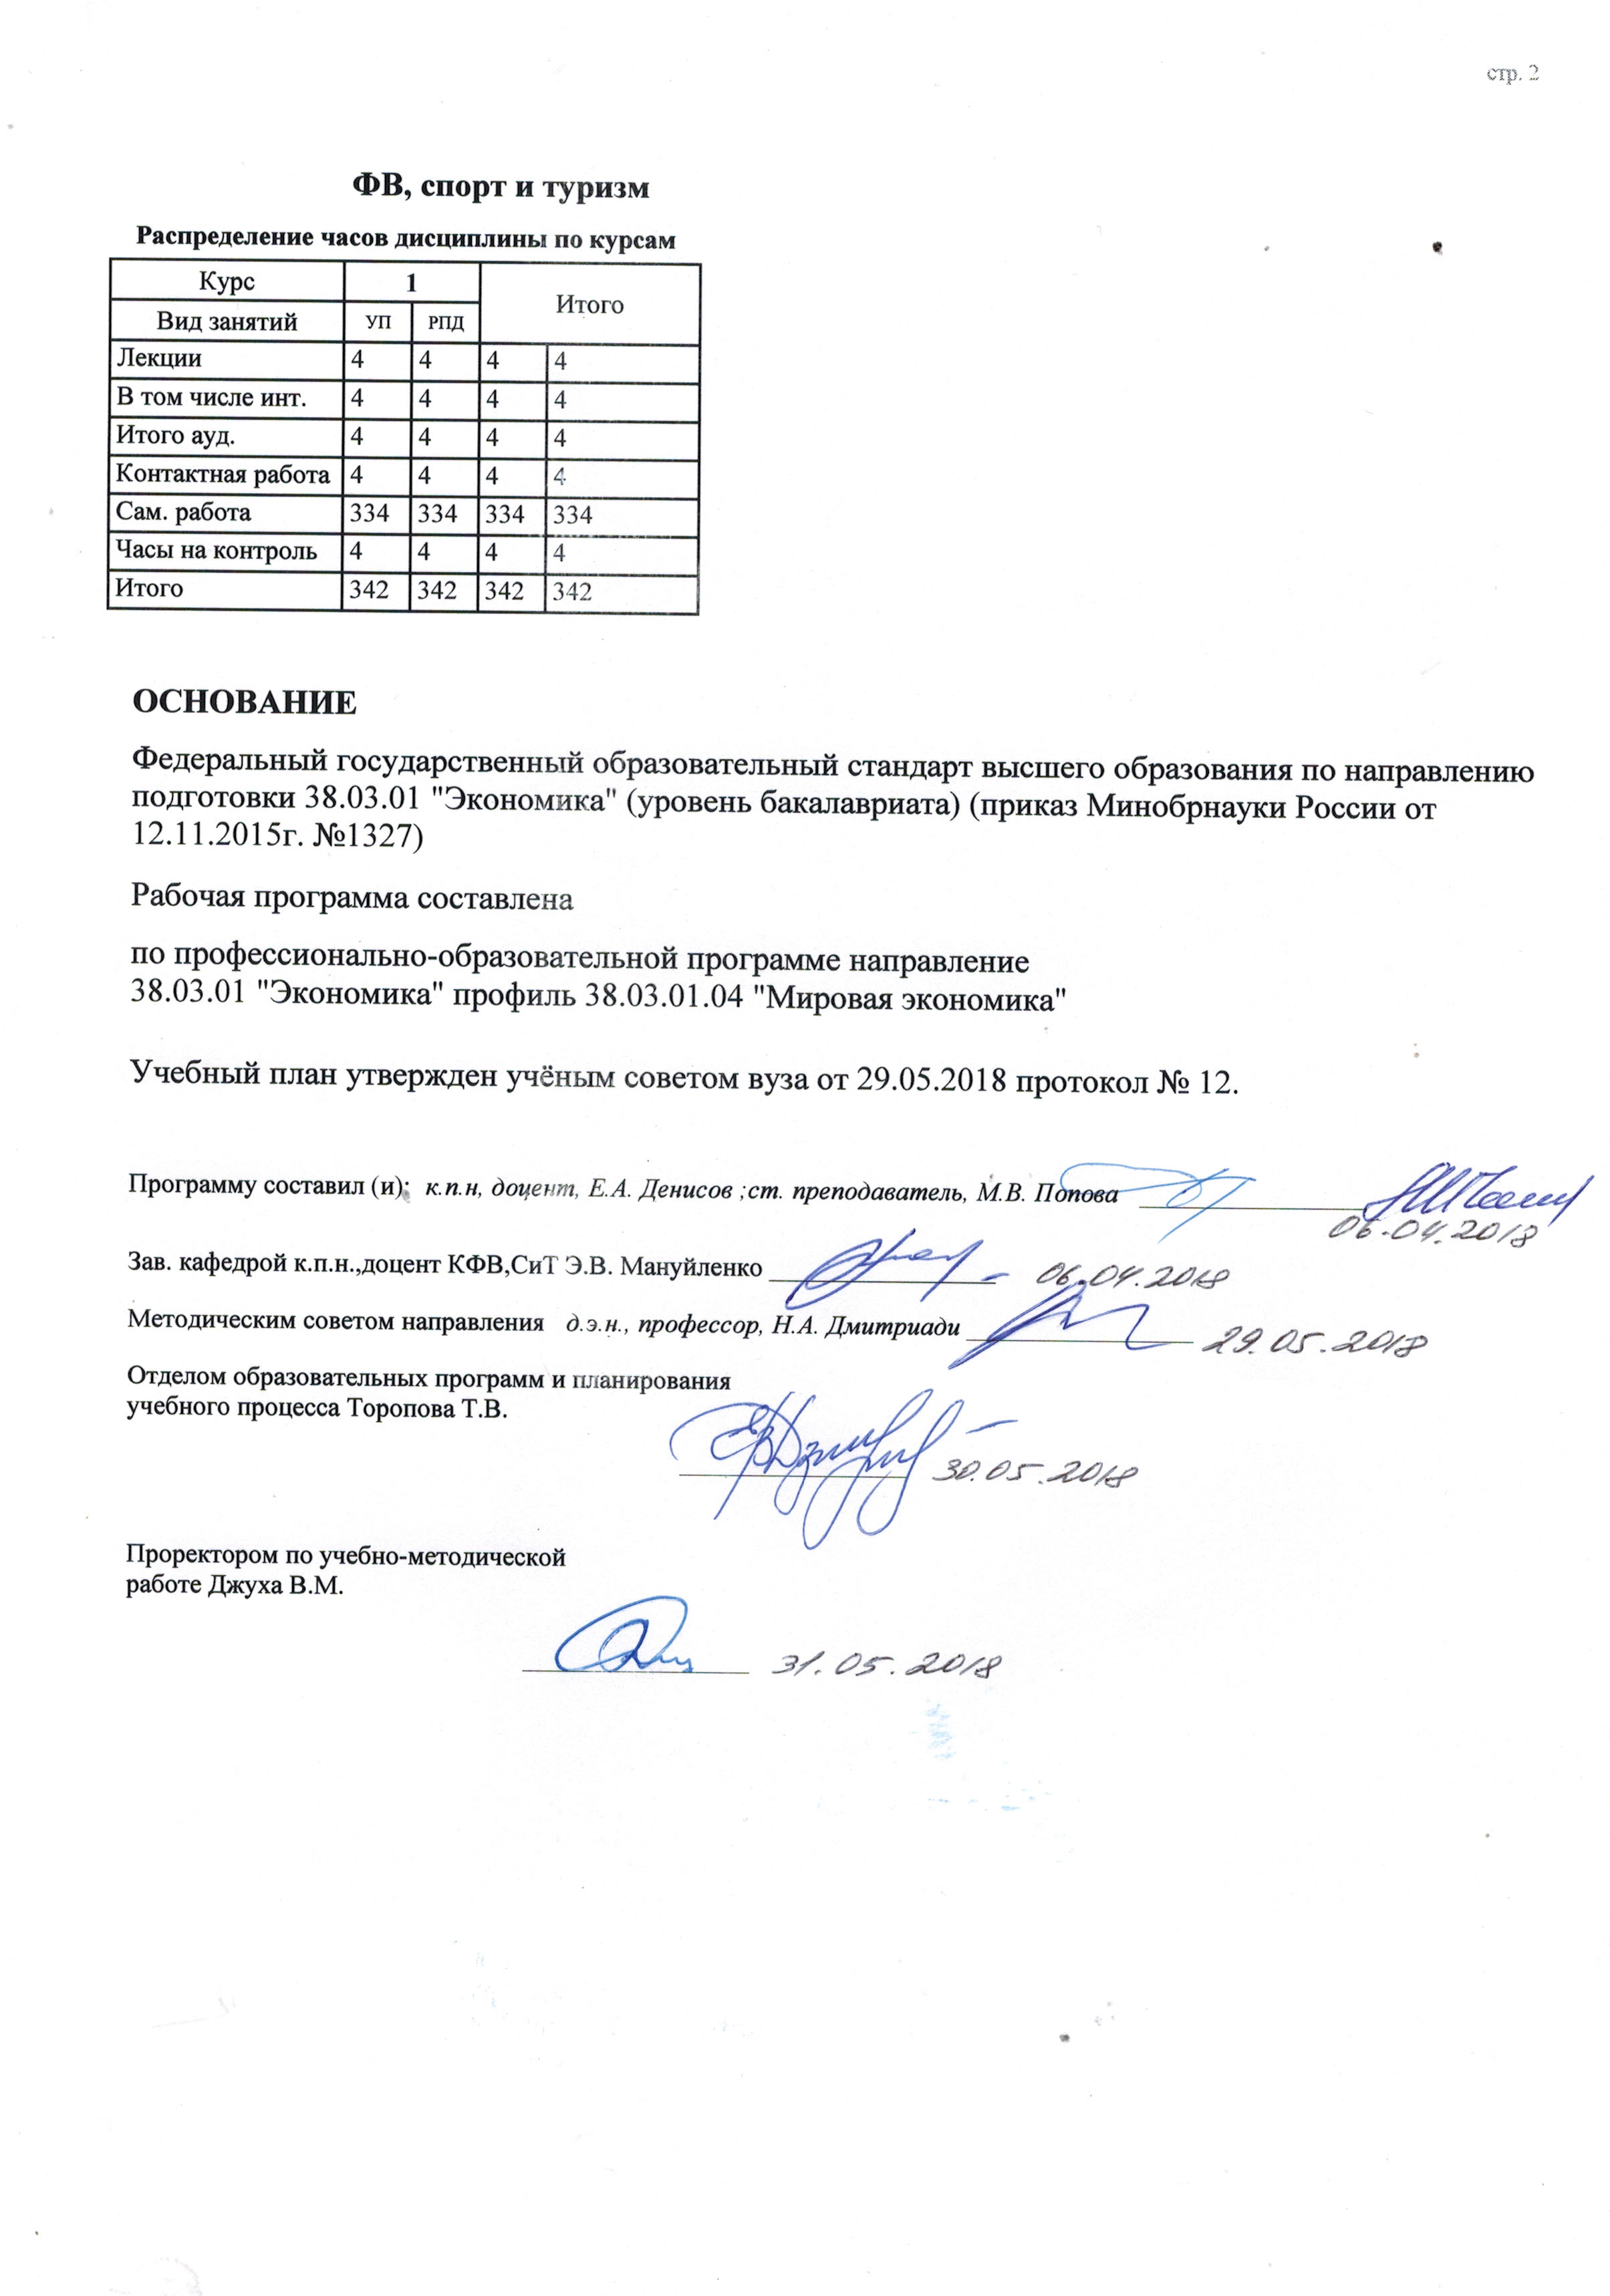 стр. 2
ФВ, спорт и туризм
Распределение часов дисциплины по курсам
Курс 1 Итого
Вид занятий УП РПД
Лекции 4 4 4 4
В том числе инт. 4 4 4 4
Итого ауд. 4 4 4 4
Контактная работа 4 4 4 4
Сам. работа 334 334 334 334
Часы на контроль 4 4 4 4
Итого 342 342 342 342
ОСНОВАНИЕ
Федеральный государственный образовательный стандарт высшего образования по направлению
подготовки 38.03.01 "Экономика" (уровень бакалавриата) (приказ Минобрнауки России от
12.11.2015г. №1327)
Рабочая программа составлена
по профессионально-образовательной программе направление
38.03.01 "Экономика" профиль 38.03.01.04 "Мировая экономика"
Учебный план утвержден учёным советом вуза от 29.05.2018 протокол № 12.
Программу составил (и): к.п.н, доцент, Е.А. Денисов ;ст. преподаватель, М.В. Попова
06.04.2018
Зав. кафедрой к.п.н.,доцент КФВ,СиТ Э.В. Мануйленко 06.04.2018
Методическим советом направления д.э.н., профессор, Н.А. Дмитриади 29.05.2018
Отделом образовательных программ и планирования
учебного процесса Торопова Т.В.
30.05.2018
Проректором по учебно-методической
работе Джуха В.М.
31.05.2018